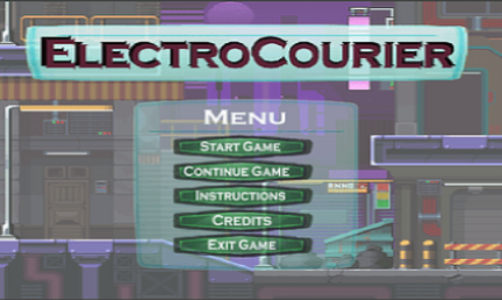 ElectroCourier
Menu
Start Game
Continue Game
Instructions
Credits
Exit Game